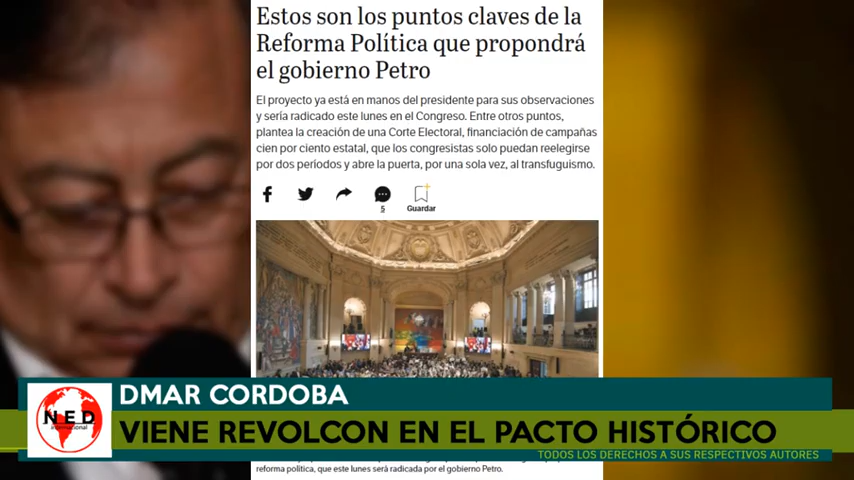 Estos son los puntos claves de la
Reforma Política que propondrá
el gobierno Petro
El proyecto ya está en manos del presidente para sus observaciones
y sería radicado este lunes en el Congreso. Entre otros puntos,
plantea la creación de una Corte Electoral, financiación de campañas
cien por ciento estatal, que los congresistas solo puedan reelegirse
por dos períodos y abre la puerta, por una sola vez, al transfuguismo.
5
Guardar
DMAR CORDOBA
NED
internacional
VIENE REVOLCON EN EL PACTO HISTÓRICO
TODOS LOS DERECHOS A SUS RESPECTIVOS AUTORES
reforma política, que este lunes será radicada por el gobierno Petro.